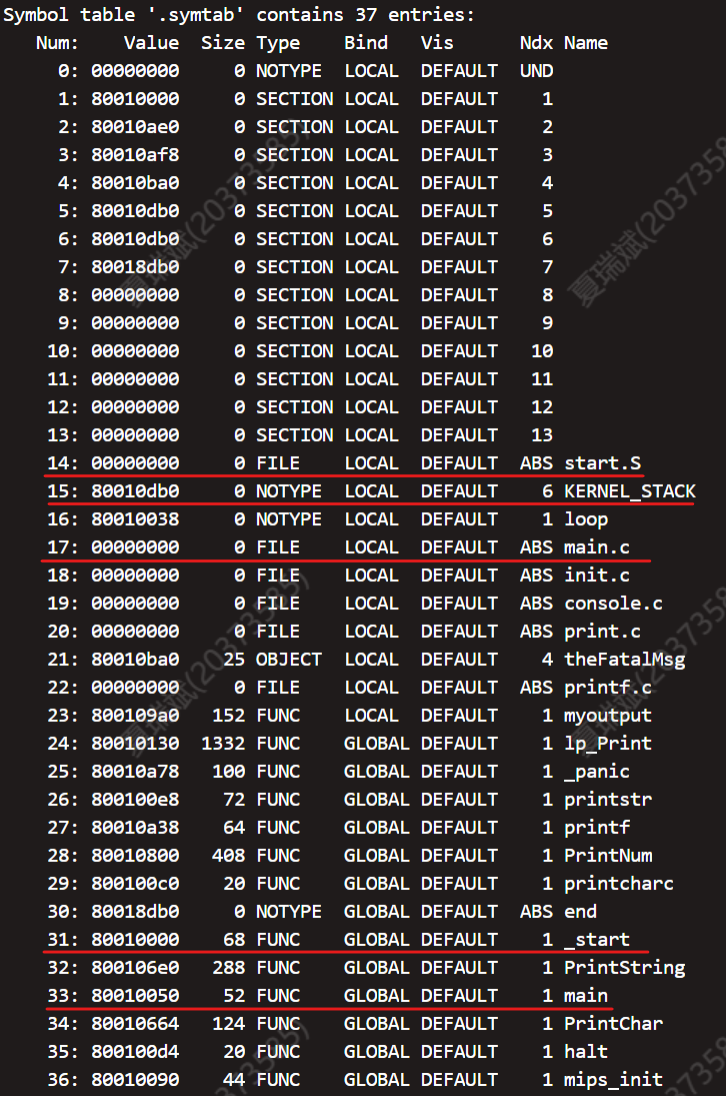 Symbol table '.symtab' contains 37 entries:
Num: Value Size Type Bind Vis Ndx Name
0: 00000000 0 NOTYPE LOCAL DEFAULT UND
1: 80010000 0 SECTION LOCAL DEFAULT 1
2: 80010ae0 0 SECTION LOCAL DEFAULT 2
3: 80010af8 0 SECTION LOCAL DEFAULT 3
4: 80010ba0 0 SECTION LOCAL DEFAULT 4
5: 80010db0 0 SECTION LOCAL DEFAULT 5
6: 80010db0 0 SECTION LOCAL DEFAULT 6
7: 80018db0 0 SECTION LOCAL DEFAULT 7
8: 00000000 0 SECTION LOCAL DEFAULT 8
9: 00000000 0 SECTION LOCAL DEFAULT 9
10: 00000000 0 SECTION LOCAL DEFAULT 10
11: 00000000 0 SECTION LOCAL DEFAULT 11
12: 00000000 0 SECTION LOCAL DEFAULT 12
13: 00000000 0 SECTION LOCAL DEFAULT 13
14: 00000000 0 FILE LOCAL DEFAULT ABS start.S
15: 80010db0 0 NOTYPE LOCAL DEFAULT 6 KERNEL_STACK
16: 80010038 0 NOTYPE LOCAL DEFAULT 1 loop
17: 00000000 0 FILE LOCAL DEFAULT ABS main.c
18: 00000000 0 FILE LOCAL DEFAULT ABS init.c
19: 00000000 0 FILE LOCAL DEFAULT ABS console.c
20: 00000000 0 FILE LOCAL DEFAULT ABS print.c
21: 80010ba0 25 OBJECT LOCAL DEFAULT 4 theFatalMsg
22: 00000000 0 FILE LOCAL DEFAULT ABS printf.c
23: 800109a0 152 FUNC LOCAL DEFAULT 1 myoutput
24: 80010130 1332 FUNC GLOBAL DEFAULT 1 lp_Print
25: 80010a78 100 FUNC GLOBAL DEFAULT 1 _panic
26: 800100e8 72 FUNC GLOBAL DEFAULT 1 printstr
27: 80010a38 64 FUNC GLOBAL DEFAULT 1 printf
28: 80010800 408 FUNC GLOBAL DEFAULT 1 PrintNum
29: 800100c0 20 FUNC GLOBAL DEFAULT 1 printcharc
30: 80018db0 0 NOTYPE GLOBAL DEFAULT ABS end
31: 80010000 68 FUNC GLOBAL DEFAULT 1 _start
32: 800106e0 288 FUNC GLOBAL DEFAULT 1 PrintString
33: 80010050 52 FUNC GLOBAL DEFAULT 1 main
34: 80010664 124 FUNC GLOBAL DEFAULT 1 PrintChar
35: 800100d4 20 FUNC GLOBAL DEFAULT 1 halt
36: 80010090 44 FUNC GLOBAL DEFAULT 1 mips_init
夏瑞斌(20373585)
夏瑞斌(2037358
夏瑞斌(20373585)
夏瑞斌(2037358